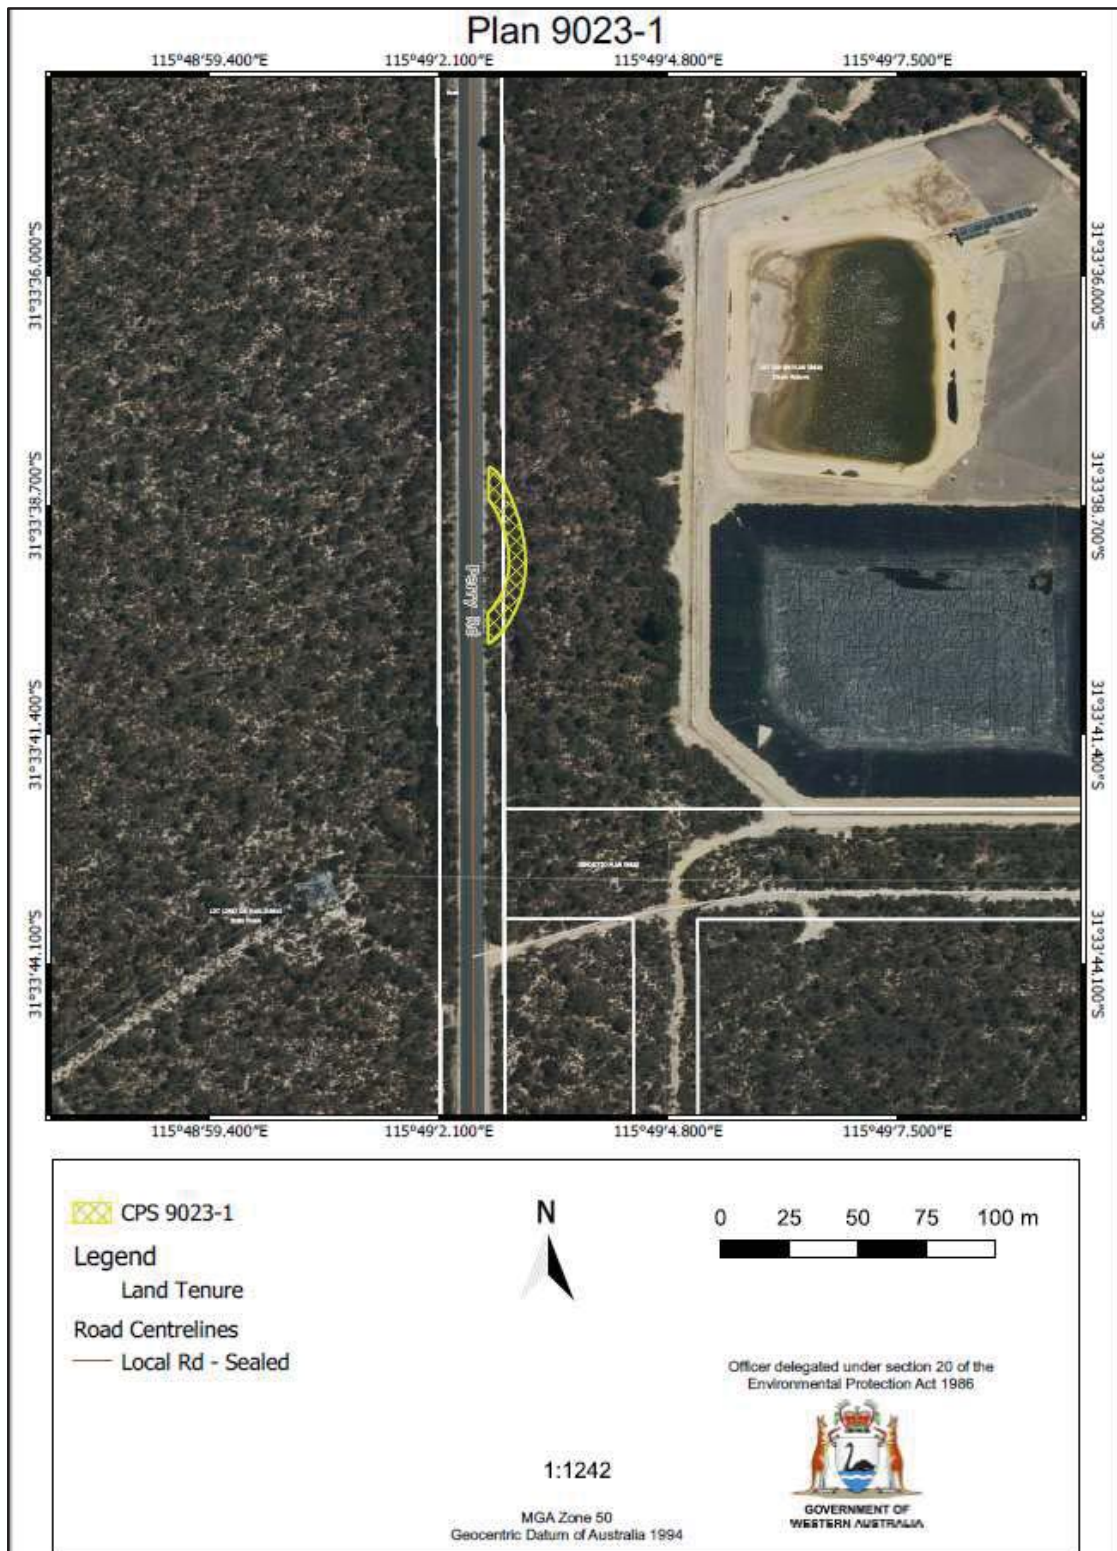 Plan 9023-1
115°48'59.400"E 115°49'2.100"E 115°49'4.800"E 115°49'7.500"E
31°33'36.000"S
31°33'38.700"S
31°33'41.400"S
31°33'44.100"S
Parry Rd
31°33'36.000"S
31°33'38.700"S
31°33'41.400"S
31°33'44.100"S
115°48'59.400"E 115°49'2.100"E 115°49'4.800"E 115°49'7.500"E
CPS 9023-1
Legend
Land Tenure
Road Centrelines
Local Rd - Sealed
N
0 25 50 75 100 m
1:1242
MGA Zone 50
Geocentric Datum of Australia 1994
Officer delegated under section 20 of the
Environmental Protection Act 1986
GOVERNMENT OF
WESTERN AUSTRALIA